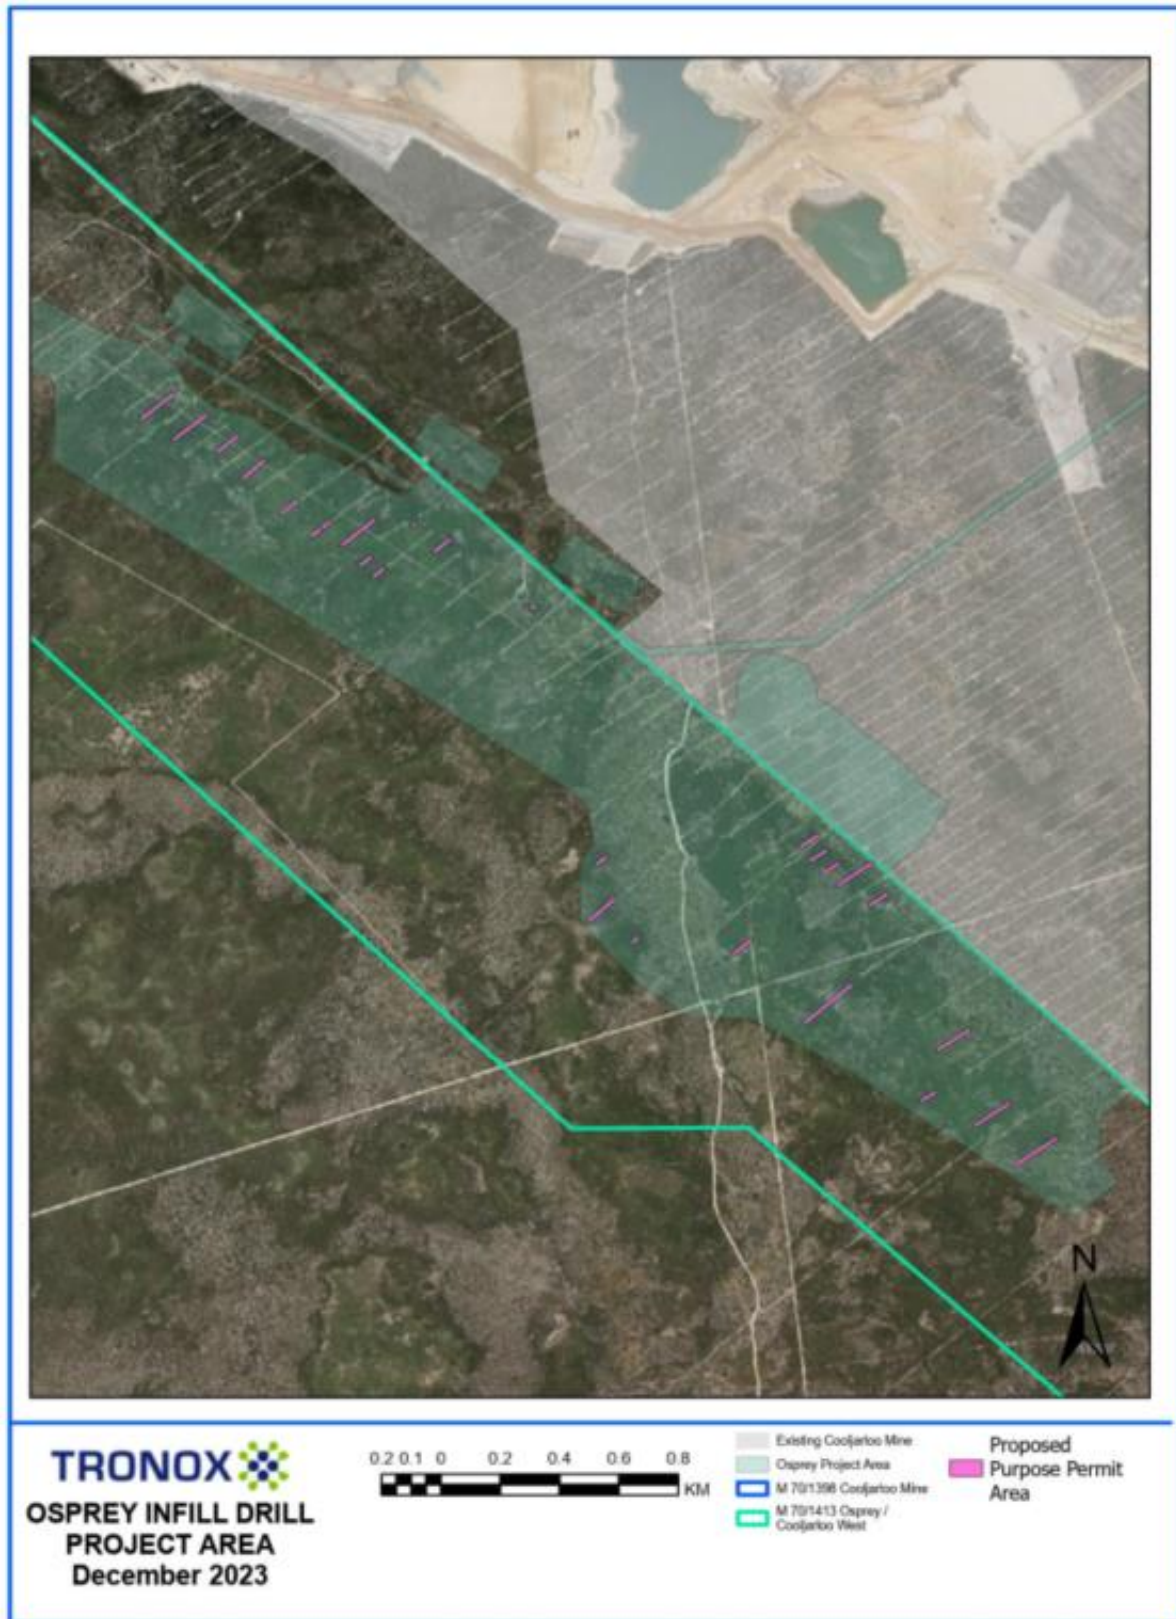 N
TRONOX
OSPREY INFILL DRILL
PROJECT AREA
December 2023
0.2 0.1 0 0.2 0.4 0.6 0.8
KM
Existing Cooljarloo Mine
Osprey Project Area
M 70/1398 Cooljarloo Mine
M 70/1413 Osprey /
Cooljarloo West
Proposed
Purpose Permit
Area